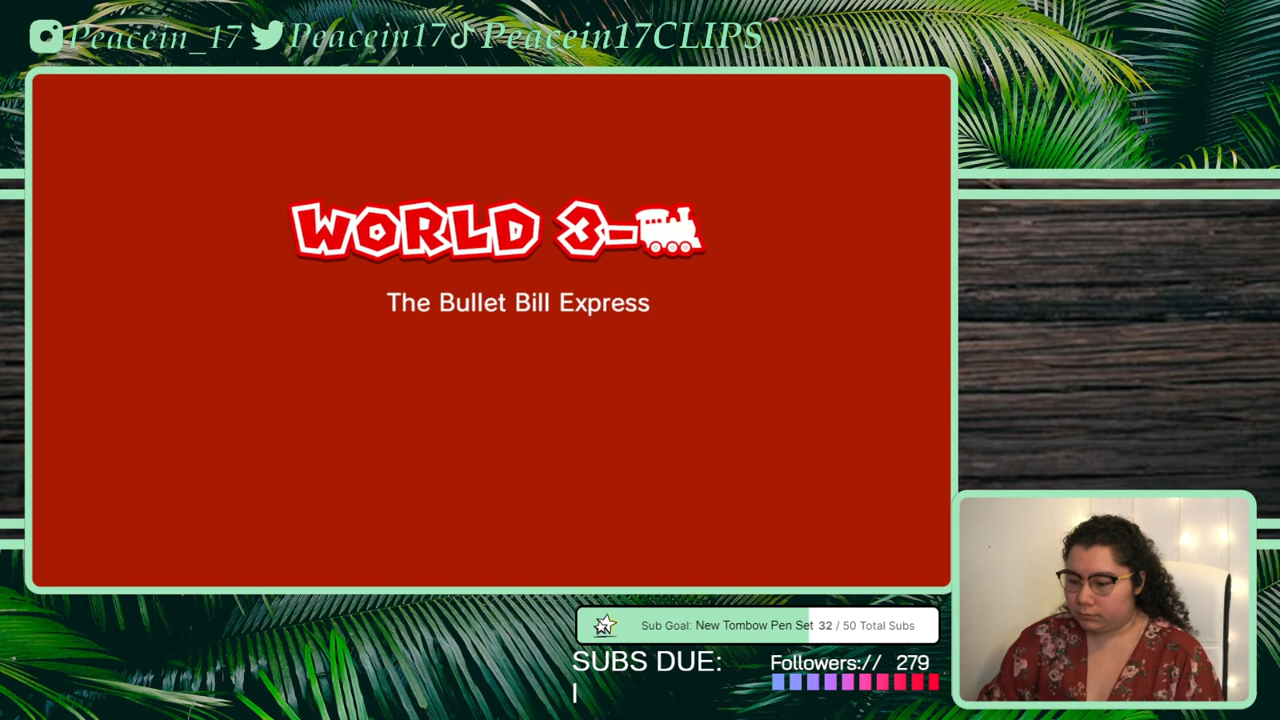 Peacein_17 Peacein17 Peacein17CLIPS
WORLD 3-
The Bullet Bill Express
Sub Goal: New Tombow Pen Set 32 / 50 Total Subs
SUBS DUE:
Followers:// 279